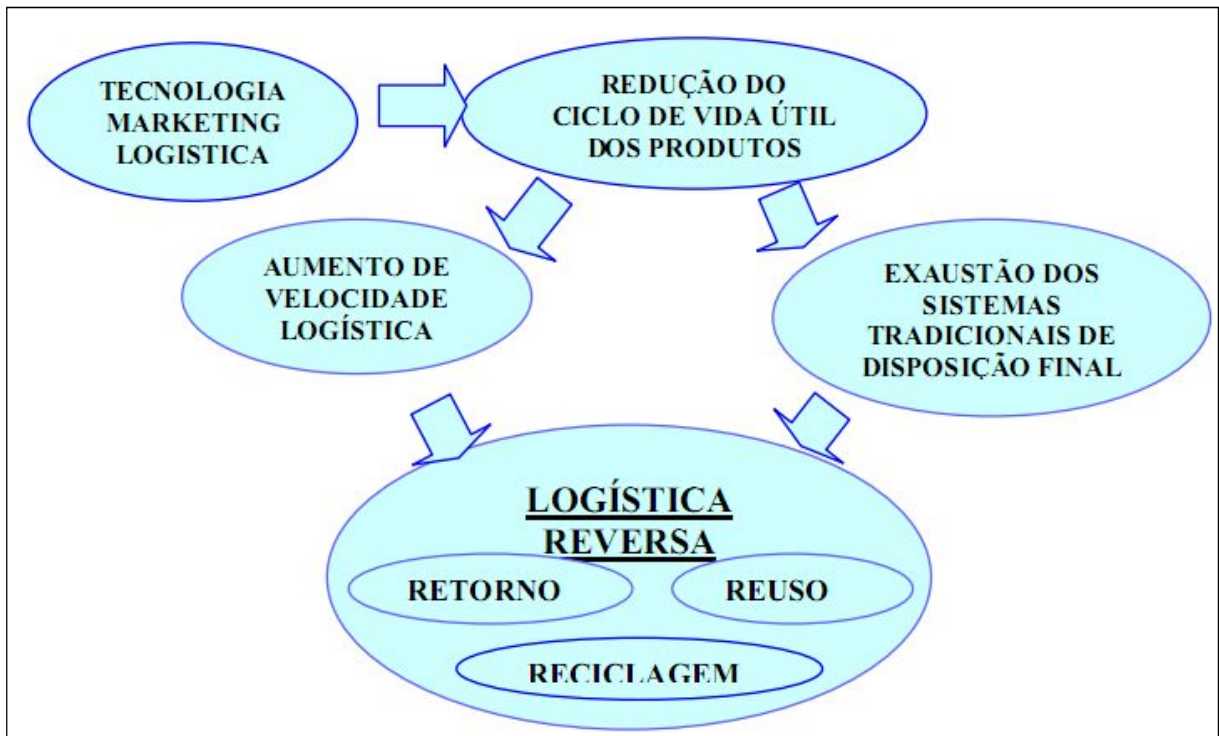 TECNOLOGIA
MARKETING
LOGISTICA
REDUÇÃO DO
CICLO DE VIDA ÚTIL
DOS PRODUTOS
AUMENTO DE
VELOCIDADE
LOGÍSTICA
EXAUSTÃO DOS
SISTEMAS
TRADICIONAIS DE
DISPOSIÇÃO FINAL
LOGÍSTICA
REVERSA
RETORNO
REUSO
RECICLAGEM